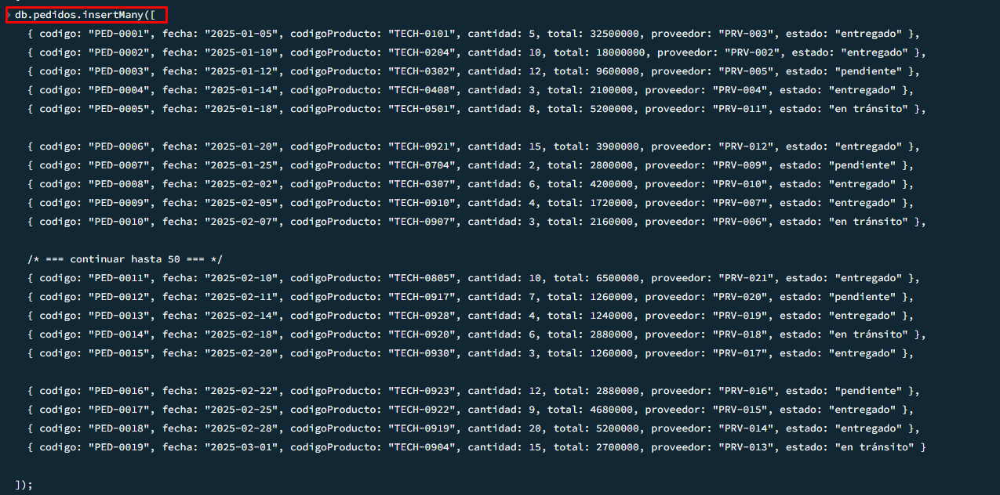 db.pedidos.insertMany([
{ codigo: "PED-0001", fecha: "2025-01-05", codigoProducto: "TECH-0101", cantidad: 5, total: 32500000, proveedor: "PRV-003", estado: "entregado" },
{ codigo: "PED-0002", fecha: "2025-01-10", codigoProducto: "TECH-0204", cantidad: 10, total: 18000000, proveedor: "PRV-002", estado: "entregado" },
{ codigo: "PED-0003", fecha: "2025-01-12", codigoProducto: "TECH-0302", cantidad: 12, total: 9600000, proveedor: "PRV-005", estado: "pendiente" },
{ codigo: "PED-0004", fecha: "2025-01-14", codigoProducto: "TECH-0408", cantidad: 3, total: 2100000, proveedor: "PRV-004", estado: "entregado" },
{ codigo: "PED-0005", fecha: "2025-01-18", codigoProducto: "TECH-0501", cantidad: 8, total: 5200000, proveedor: "PRV-011", estado: "en tránsito" },
{ codigo: "PED-0006", fecha: "2025-01-20", codigoProducto: "TECH-0921", cantidad: 15, total: 3900000, proveedor: "PRV-012", estado: "entregado" },
{ codigo: "PED-0007", fecha: "2025-01-25", codigoProducto: "TECH-0704", cantidad: 2, total: 2800000, proveedor: "PRV-009", estado: "pendiente" },
{ codigo: "PED-0008", fecha: "2025-02-02", codigoProducto: "TECH-0307", cantidad: 6, total: 4200000, proveedor: "PRV-010", estado: "entregado" },
{ codigo: "PED-0009", fecha: "2025-02-05", codigoProducto: "TECH-0910", cantidad: 4, total: 1720000, proveedor: "PRV-007", estado: "entregado" },
{ codigo: "PED-0010", fecha: "2025-02-07", codigoProducto: "TECH-0907", cantidad: 3, total: 2160000, proveedor: "PRV-006", estado: "en tránsito" },
/* === continuar hasta 50 === */
{ codigo: "PED-0011", fecha: "2025-02-10", codigoProducto: "TECH-0805", cantidad: 10, total: 6500000, proveedor: "PRV-021", estado: "entregado" },
{ codigo: "PED-0012", fecha: "2025-02-11", codigoProducto: "TECH-0917", cantidad: 7, total: 1260000, proveedor: "PRV-020", estado: "pendiente" },
{ codigo: "PED-0013", fecha: "2025-02-14", codigoProducto: "TECH-0928", cantidad: 4, total: 1240000, proveedor: "PRV-019", estado: "entregado" },
{ codigo: "PED-0014", fecha: "2025-02-18", codigoProducto: "TECH-0920", cantidad: 6, total: 2880000, proveedor: "PRV-018", estado: "en tránsito" },
{ codigo: "PED-0015", fecha: "2025-02-20", codigoProducto: "TECH-0930", cantidad: 3, total: 1260000, proveedor: "PRV-017", estado: "entregado" },
{ codigo: "PED-0016", fecha: "2025-02-22", codigoProducto: "TECH-0923", cantidad: 12, total: 2880000, proveedor: "PRV-016", estado: "pendiente" },
{ codigo: "PED-0017", fecha: "2025-02-25", codigoProducto: "TECH-0922", cantidad: 9, total: 4680000, proveedor: "PRV-015", estado: "entregado" },
{ codigo: "PED-0018", fecha: "2025-02-28", codigoProducto: "TECH-0919", cantidad: 20, total: 5200000, proveedor: "PRV-014", estado: "entregado" },
{ codigo: "PED-0019", fecha: "2025-03-01", codigoProducto: "TECH-0904", cantidad: 15, total: 2700000, proveedor: "PRV-013", estado: "en tránsito" }
]);